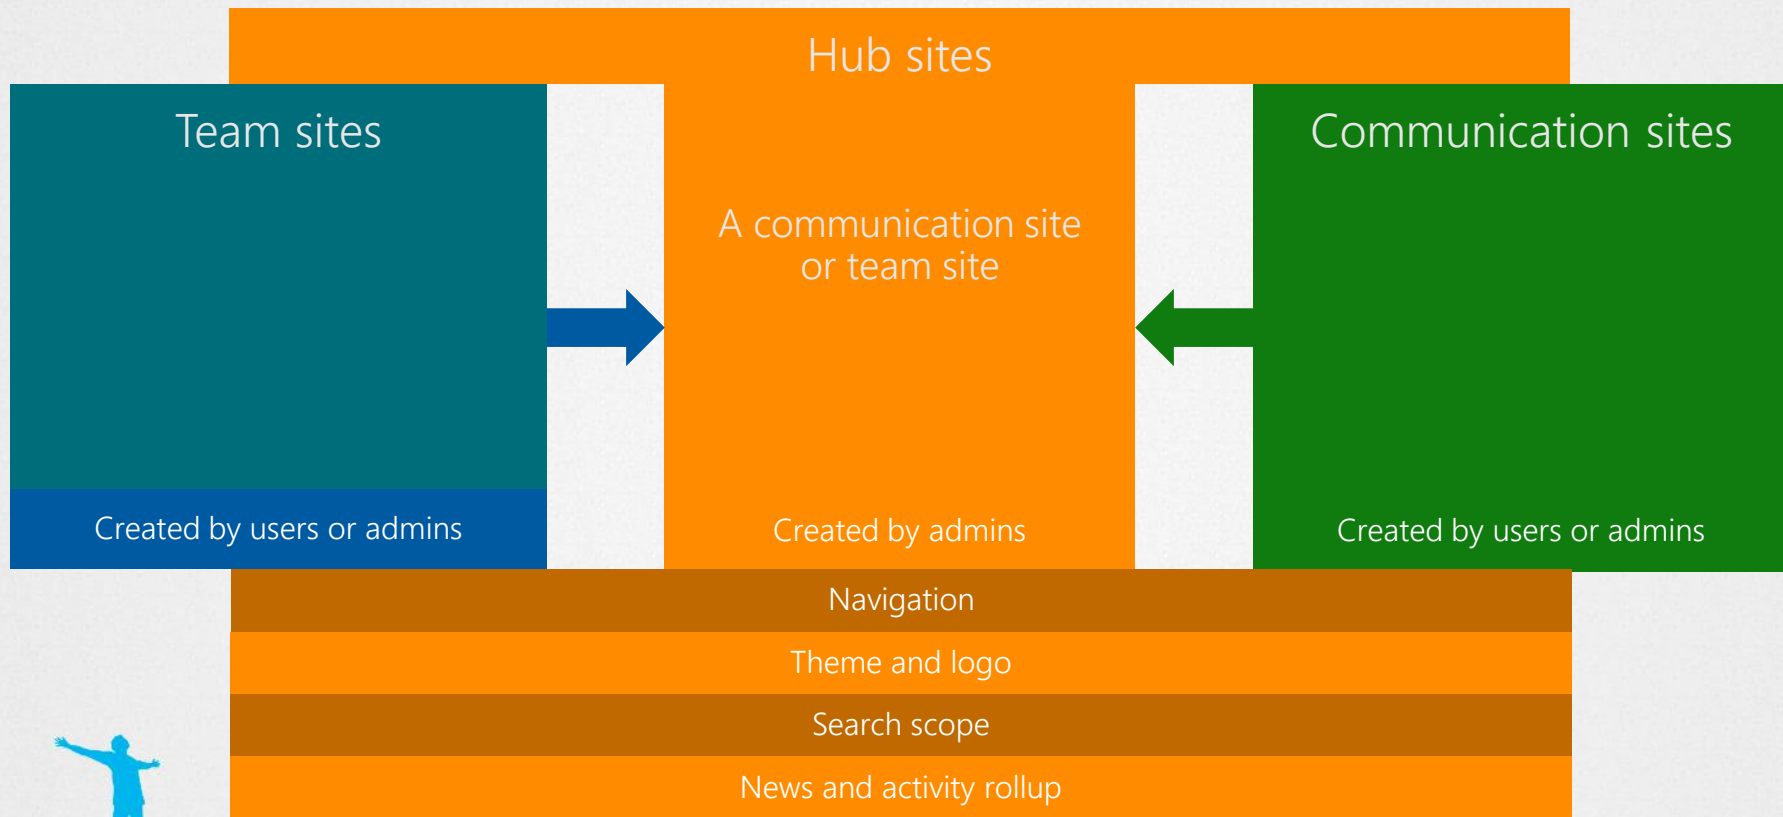 Hub sites
Team sites
Communication sites
A communication site
or team site
Created by users or admins
Created by admins
Created by users or admins
Navigation
Theme and logo
Search scope
News and activity rollup